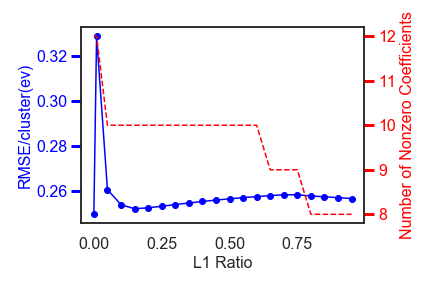 0.32
0.30
0.28
0.26
RMSE/cluster(ev)
12
11
10
9
8
Number of Nonzero Coefficients
0.00 0.25 0.50 0.75
L1 Ratio